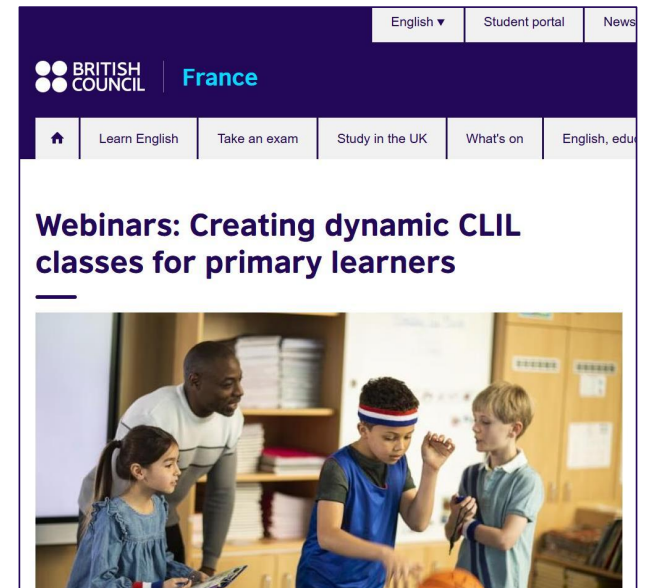 English ▾ Student portal News
BRITISH
COUNCIL
France
Learn English Take an exam Study in the UK What's on English, edu
Webinars: Creating dynamic CLIL
classes for primary learners